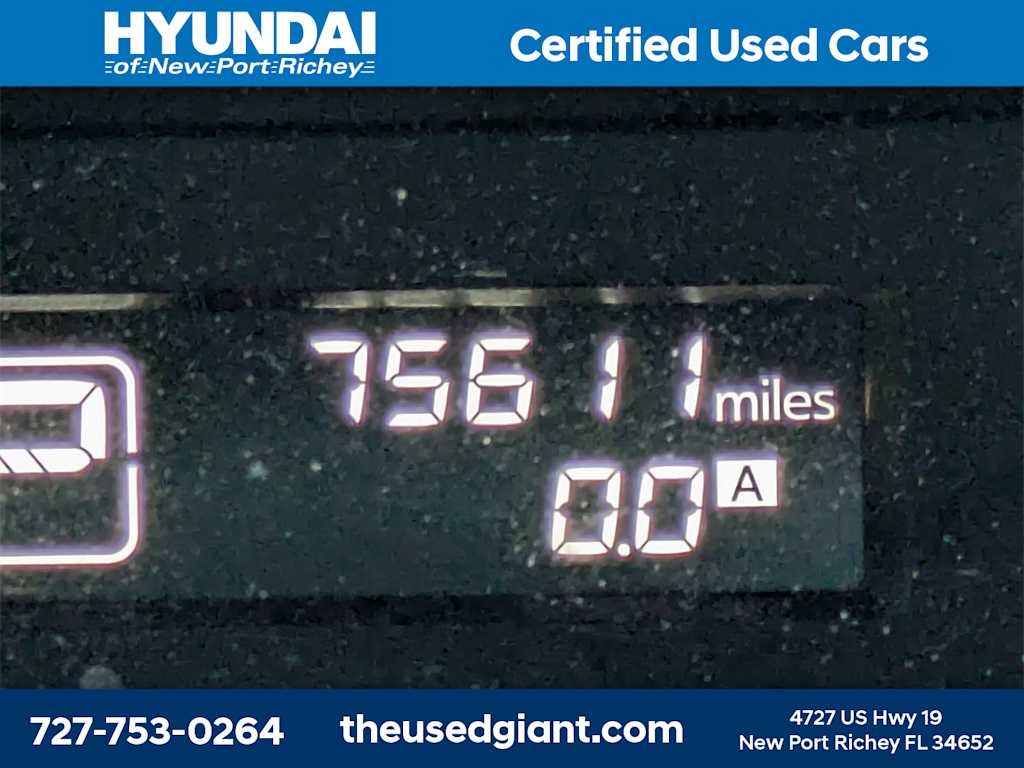 HYUNDAI
of New Port Richey
Certified Used Cars
75611 miles
0.0 A
727-753-0264
theusedgiant.com
4727 US Hwy 19
New Port Richey FL 34652